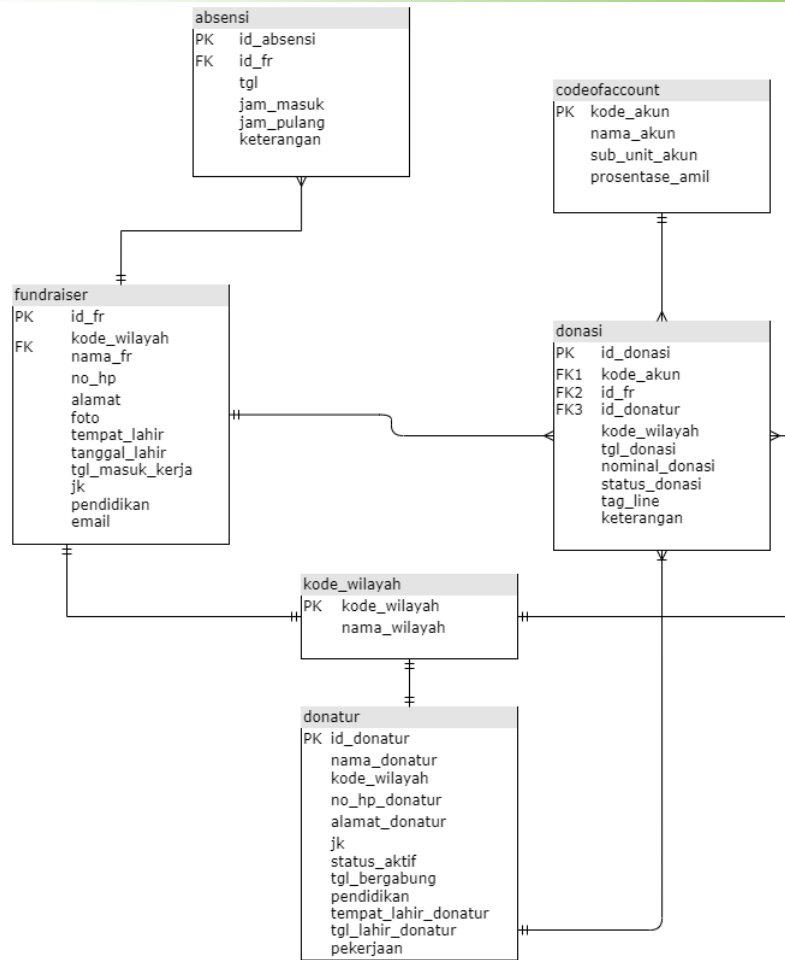 absensi
PK id_absensi
FK id_fr
tgl
jam_masuk
jam_pulang
keterangan
codeofaccount
PK kode_akun
nama_akun
sub_unit_akun
prosentase_amil
fundraiser
PK id_fr
FK kode_wilayah
nama_fr
no_hp
alamat
foto
tempat_lahir
tanggal_lahir
tgl_masuk_kerja
jk
pendidikan
email
donasi
PK id_donasi
FK1 kode_akun
FK2 id_fr
FK3 id_donatur
kode_wilayah
tgl_donasi
nominal_donasi
status_donasi
tag_line
keterangan
kode_wilayah
PK kode_wilayah
nama_wilayah
donatur
PK id_donatur
nama_donatur
kode_wilayah
no_hp_donatur
alamat_donatur
jk
status_aktif
tgl_bergabung
pendidikan
tempat_lahir_donatur
tgl_lahir_donatur
pekerjaan